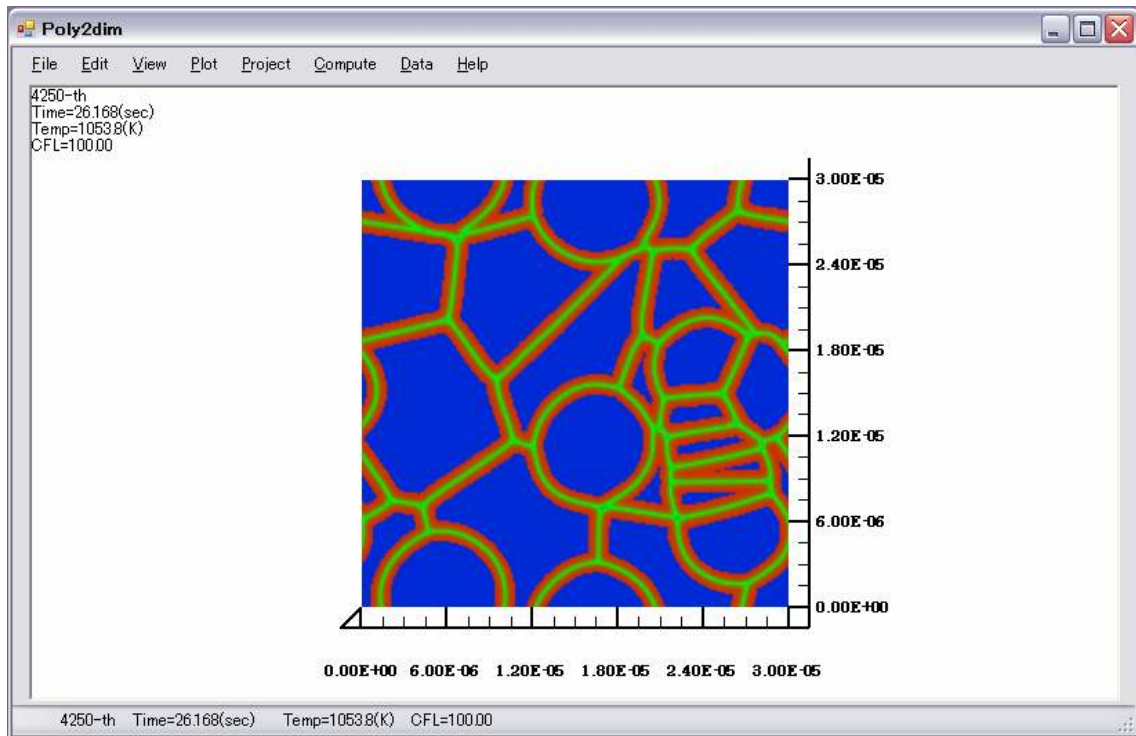 Poly2dim
File Edit View Plot Project Compute Data Help
4250-th
Time=26.168(sec)
Temp=1053.8(K)
CFL=100.00
3.00E-05
2.40E-05
1.80E-05
1.20E-05
6.00E-06
0.00E+00
0.00E+00 6.00E-06 1.20E-05 1.80E-05 2.40E-05 3.00E-05
4250-th Time=26.168(sec) Temp=1053.8(K) CFL=100.00